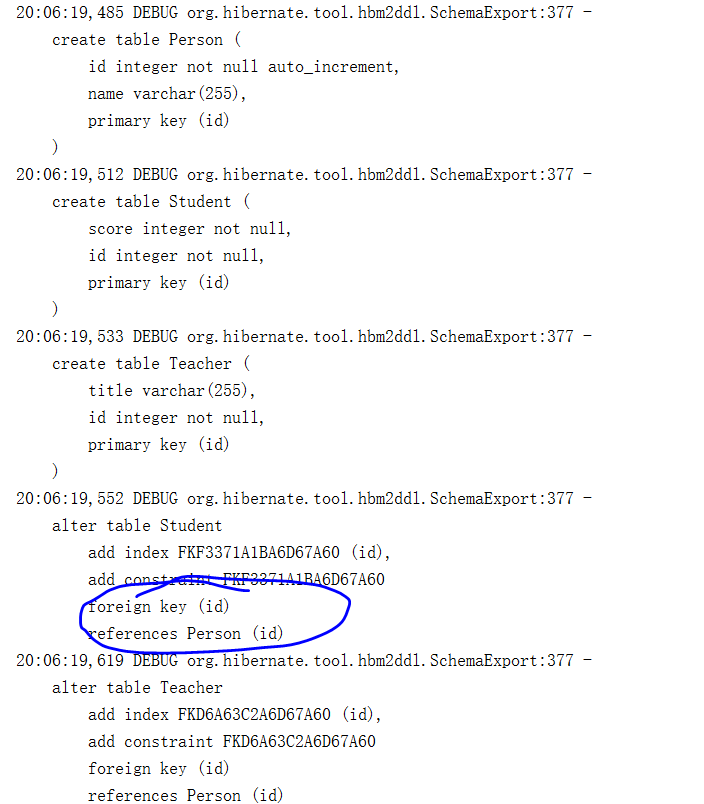 20:06:19,485 DEBUG org.hibernate.tool.hbm2ddl.SchemaExport:377 -
create table Person (
id integer not null auto_increment,
name varchar(255),
primary key (id)
)
20:06:19,512 DEBUG org.hibernate.tool.hbm2ddl.SchemaExport:377 -
create table Student (
score integer not null,
id integer not null,
primary key (id)
)
20:06:19,533 DEBUG org.hibernate.tool.hbm2ddl.SchemaExport:377 -
create table Teacher (
title varchar(255),
id integer not null,
primary key (id)
)
20:06:19,552 DEBUG org.hibernate.tool.hbm2ddl.SchemaExport:377 -
alter table Student
add index FKF3371A1BA6D67A60 (id),
add constraint FKF3371A1BA6D67A60
foreign key (id)
references Person (id)
20:06:19,619 DEBUG org.hibernate.tool.hbm2ddl.SchemaExport:377 -
alter table Teacher
add index FKD6A63C2A6D67A60 (id),
add constraint FKD6A63C2A6D67A60
foreign key (id)
references Person (id)